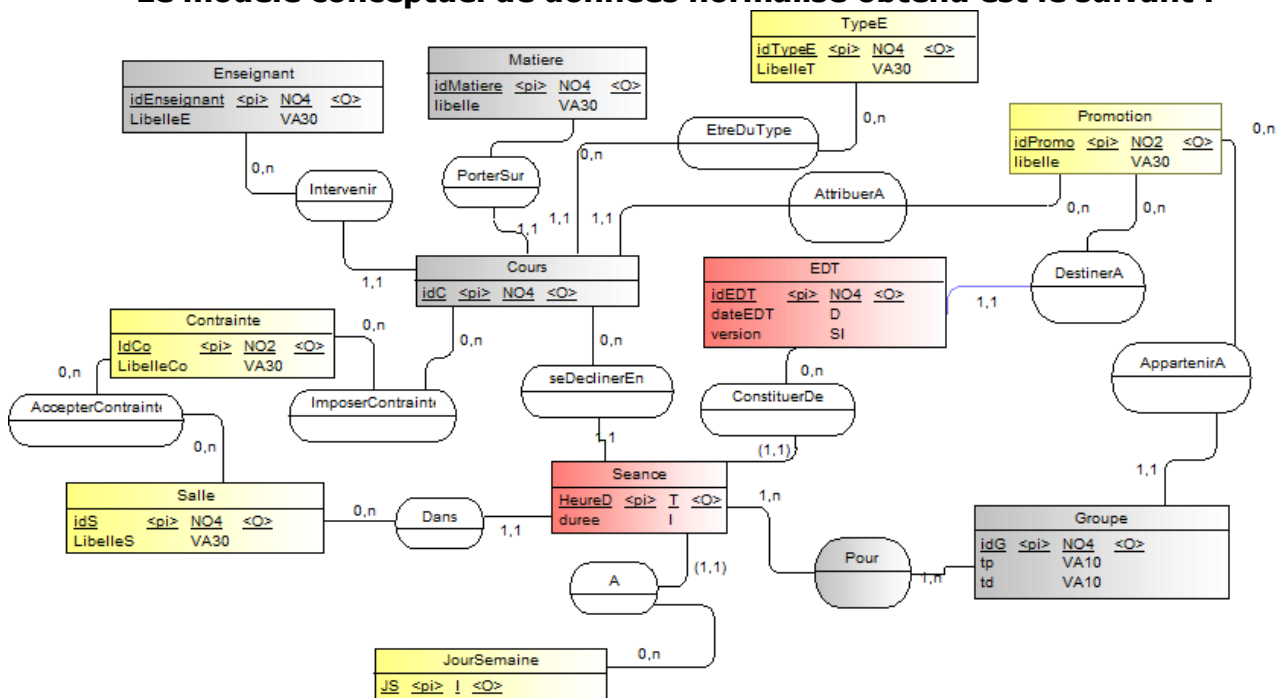 Le modèle conceptuel de données normalisé obtenu est le suivant :
TypeE
idTypeE <pi> NO4 <O>
LibelleT VA30
Enseignant
idEnseignant <pi> NO4 <O>
LibelleE VA30
Matiere
idMatiere <pi> NO4 <O>
libelle VA30
0,n
EtreDuType
Promotion
idPromo <pi> NO2 <O>
libelle VA30
0,n
0,n
Intervenir
PorterSur
0,n
AttribuerA
0,n
0,n
1,1
1,1
1,1
1,1
Cours
idC <pi> NO4 <O>
EDT
idEDT <pi> NO4 <O>
dateEDT D
version SI
DestinerA
1,1
Contrainte
IdCo <pi> NO2 <O>
LibelleCo VA30
0,n
0,n
0,n
0,n
0,n
AccepterContrainte
ImposerContrainte
seDeclinerEn
ConstituerDe
AppartenirA
0,n
1,1
(1,1)
1,1
Salle
idS <pi> NO4 <O>
LibelleS VA30
0,n
Dans
1,1
Seance
HeureD <pi> T <O>
duree I
1,n
Groupe
idG <pi> NO4 <O>
tp VA10
td VA10
Pour
1,n
A
(1,1)
0,n
JourSemaine
JS <pi> I <O>